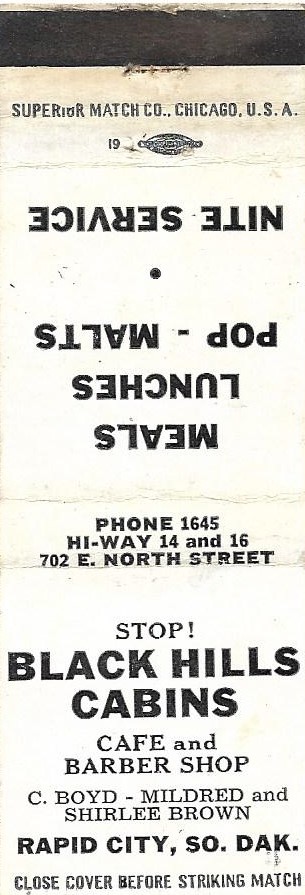 SUPERIOR MATCH CO., CHICAGO, U.S.A.
19
MEALS
LUNCHES
POP - MALTS
•
NITE SERVICE
PHONE 1645
HI-WAY 14 and 16
702 E. NORTH STREET
STOP!
BLACK HILLS
CABINS
CAFE and
BARBER SHOP
C. BOYD - MILDRED and
SHIRLEE BROWN
RAPID CITY, SO. DAK.
CLOSE COVER BEFORE STRIKING MATCH